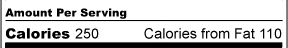 Amount Per Serving
Calories 250 Calories from Fat 110